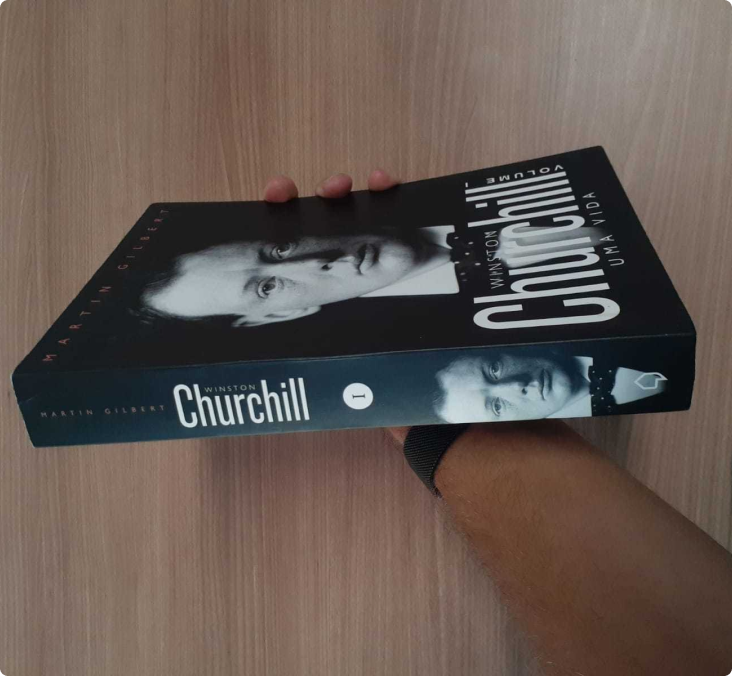 MARTIN GILBERT
WINSTON
Churchill
UMA VIDA
VOLUME I
MARTIN GILBERT
WINSTON
Churchill
I